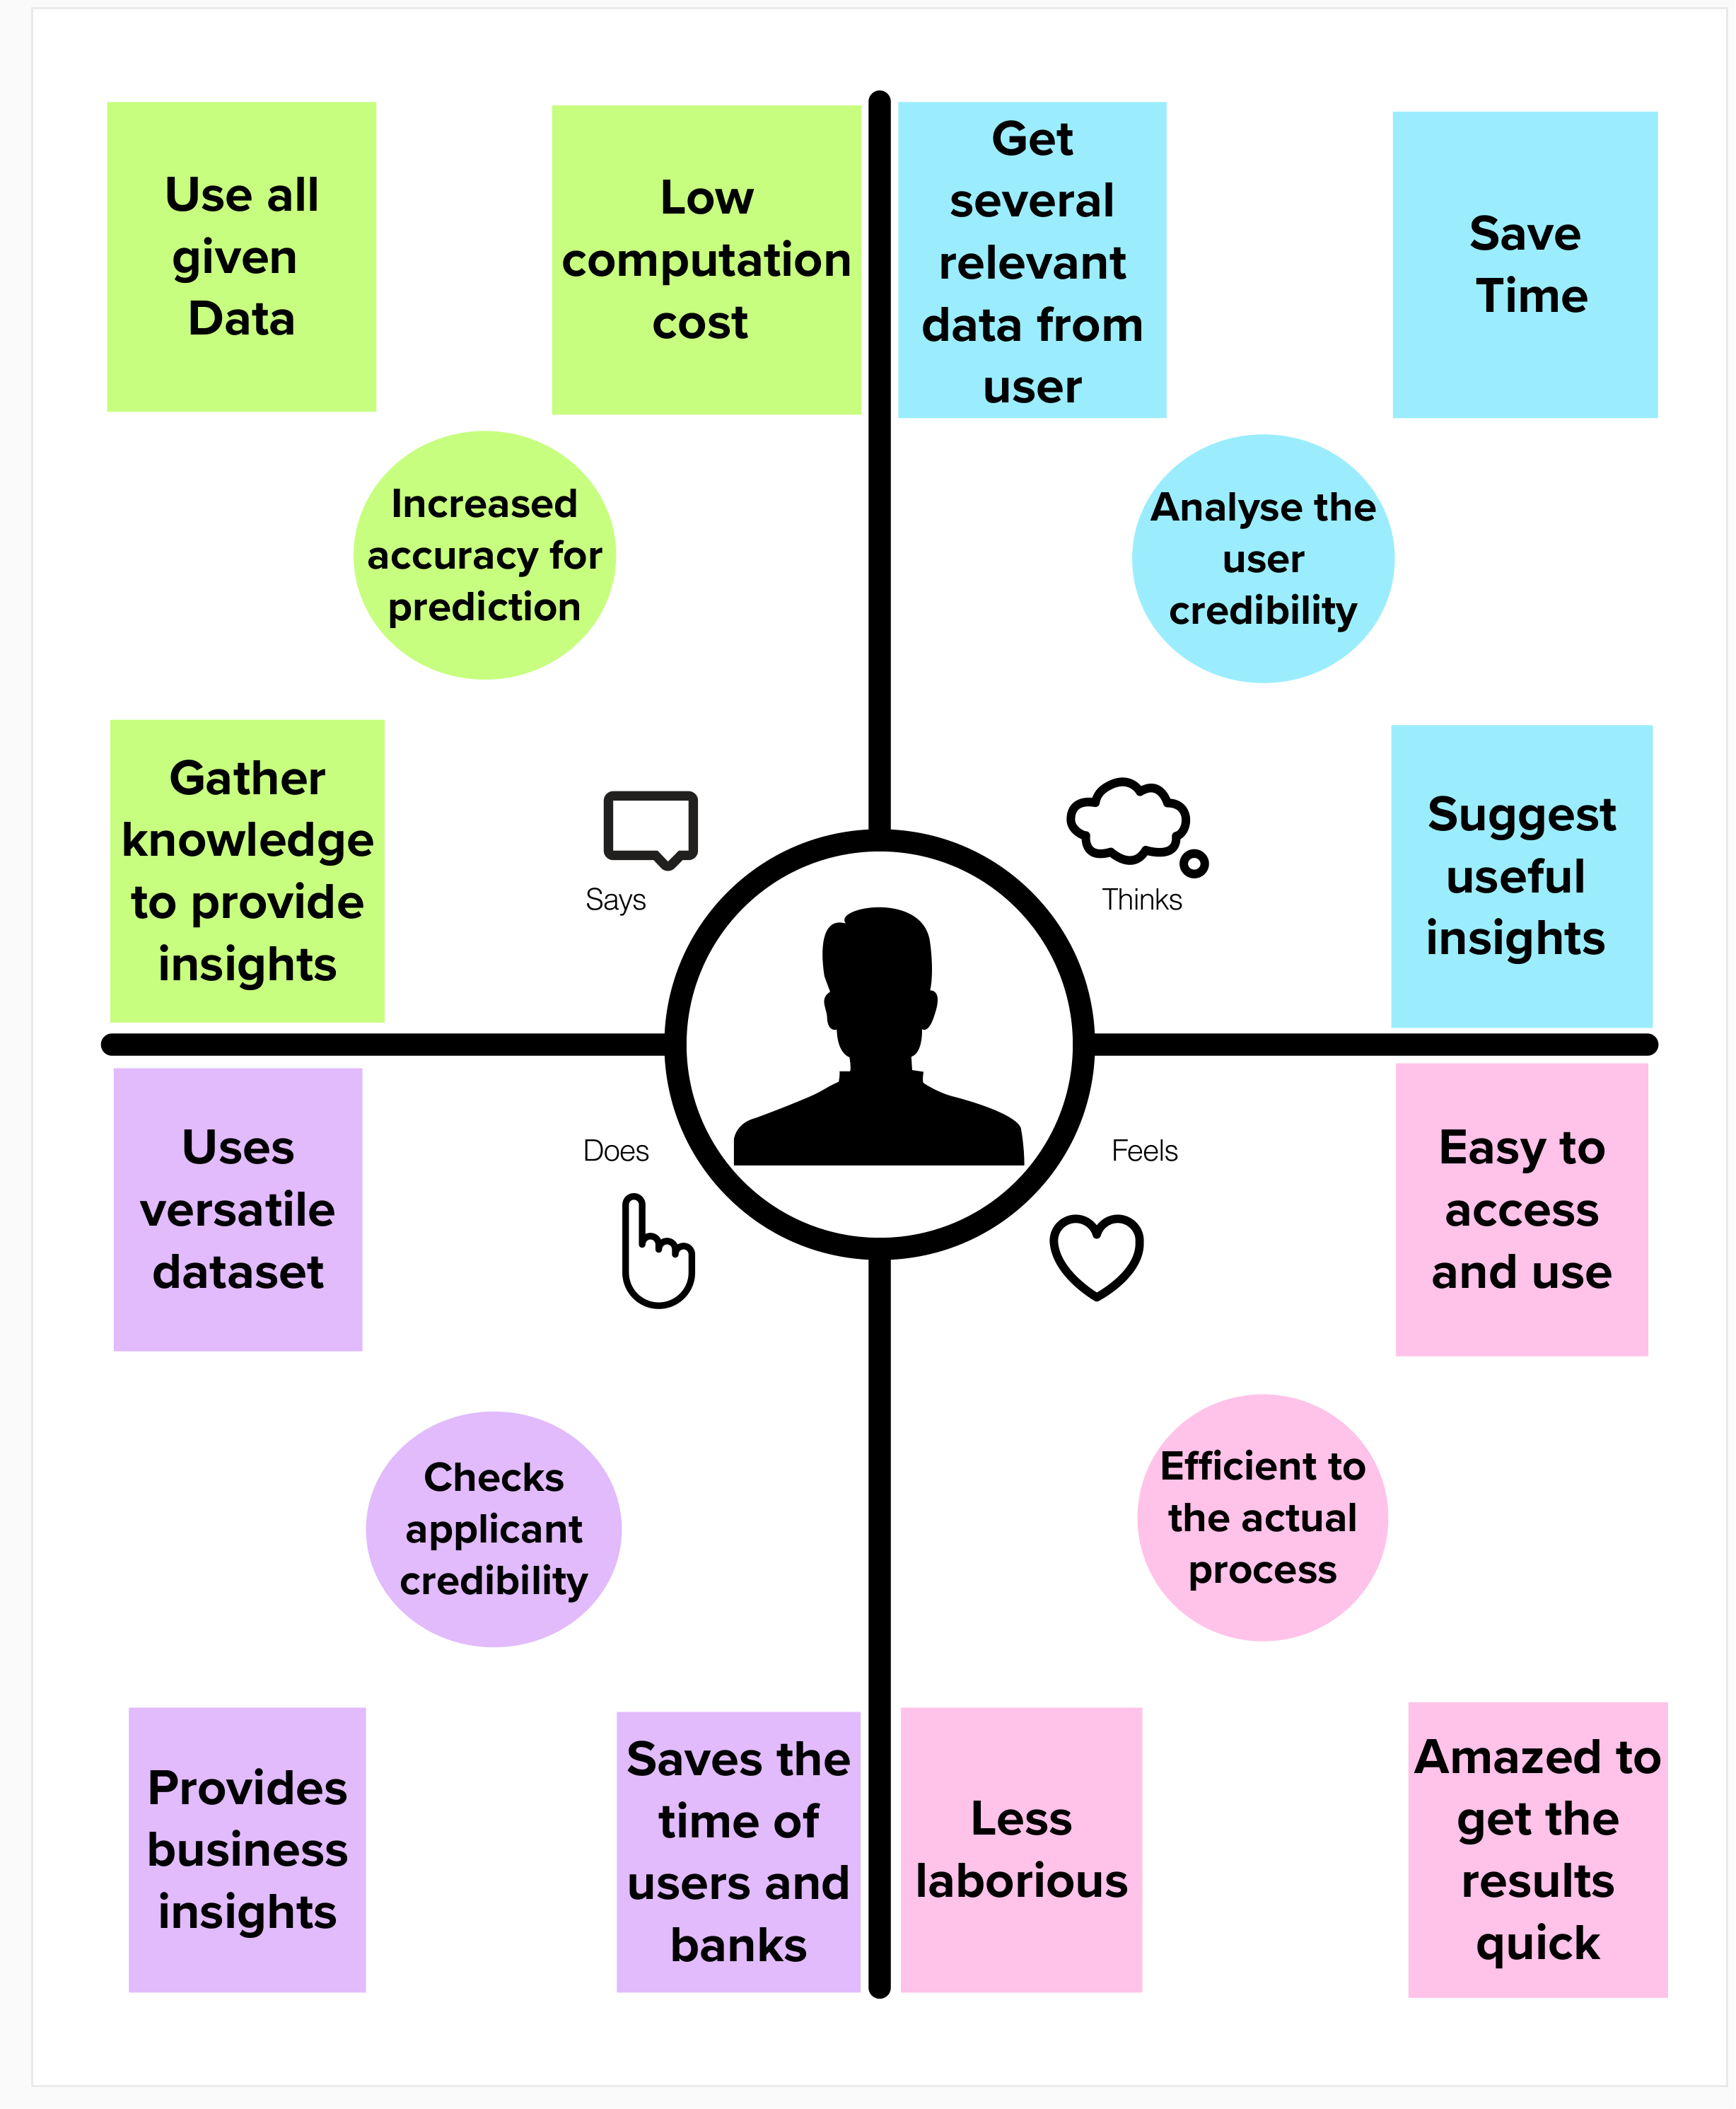 Use all
given
Data
Low
computation
cost
Increased
accuracy for
prediction
Gather
knowledge
to provide
insights
Says
Get
several
relevant
data from
user
Save
Time
Analyse the
user
credibility
Suggest
useful
insights
Thinks
Uses
versatile
dataset
Does
Checks
applicant
credibility
Provides
business
insights
Saves the
time of
users and
banks
Feels
Easy to
access
and use
Efficient to
the actual
process
Less
laborious
Amazed to
get the
results
quick